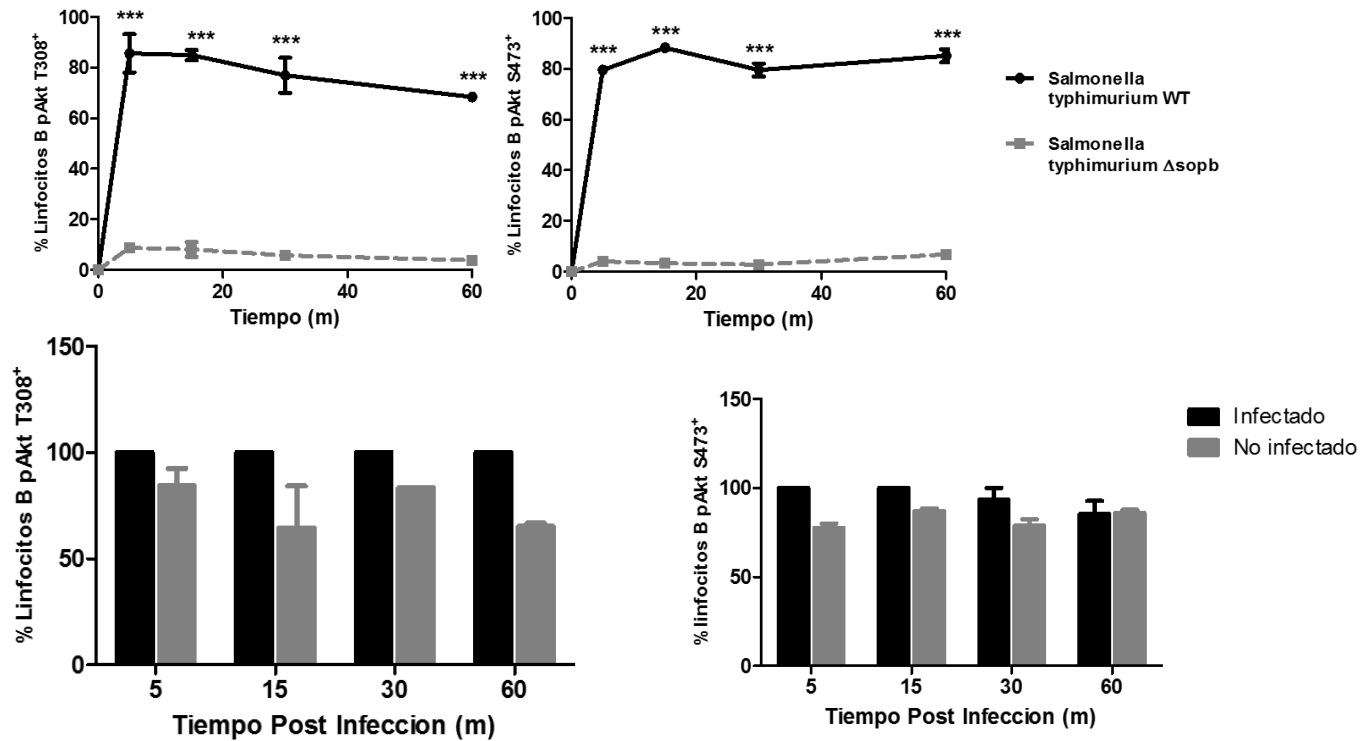 % Linfocitos B pAkt T308+
100
80
60
40
20
0
*** *** *** ***
0 20 40 60
Tiempo (m)
% Linfocitos B pAkt S473+
100
80
60
40
20
0
*** *** *** ***
0 20 40 60
Tiempo (m)
Salmonella
typhimurium WT
Salmonella
typhimurium Δsopb
% Linfocitos B pAkt T308+
150
100
50
0
5 15 30 60
Tiempo Post Infeccion (m)
% linfocitos B pAkt S473+
150
100
50
0
5 15 30 60
Tiempo Post Infeccion (m)
Infectado
No infectado